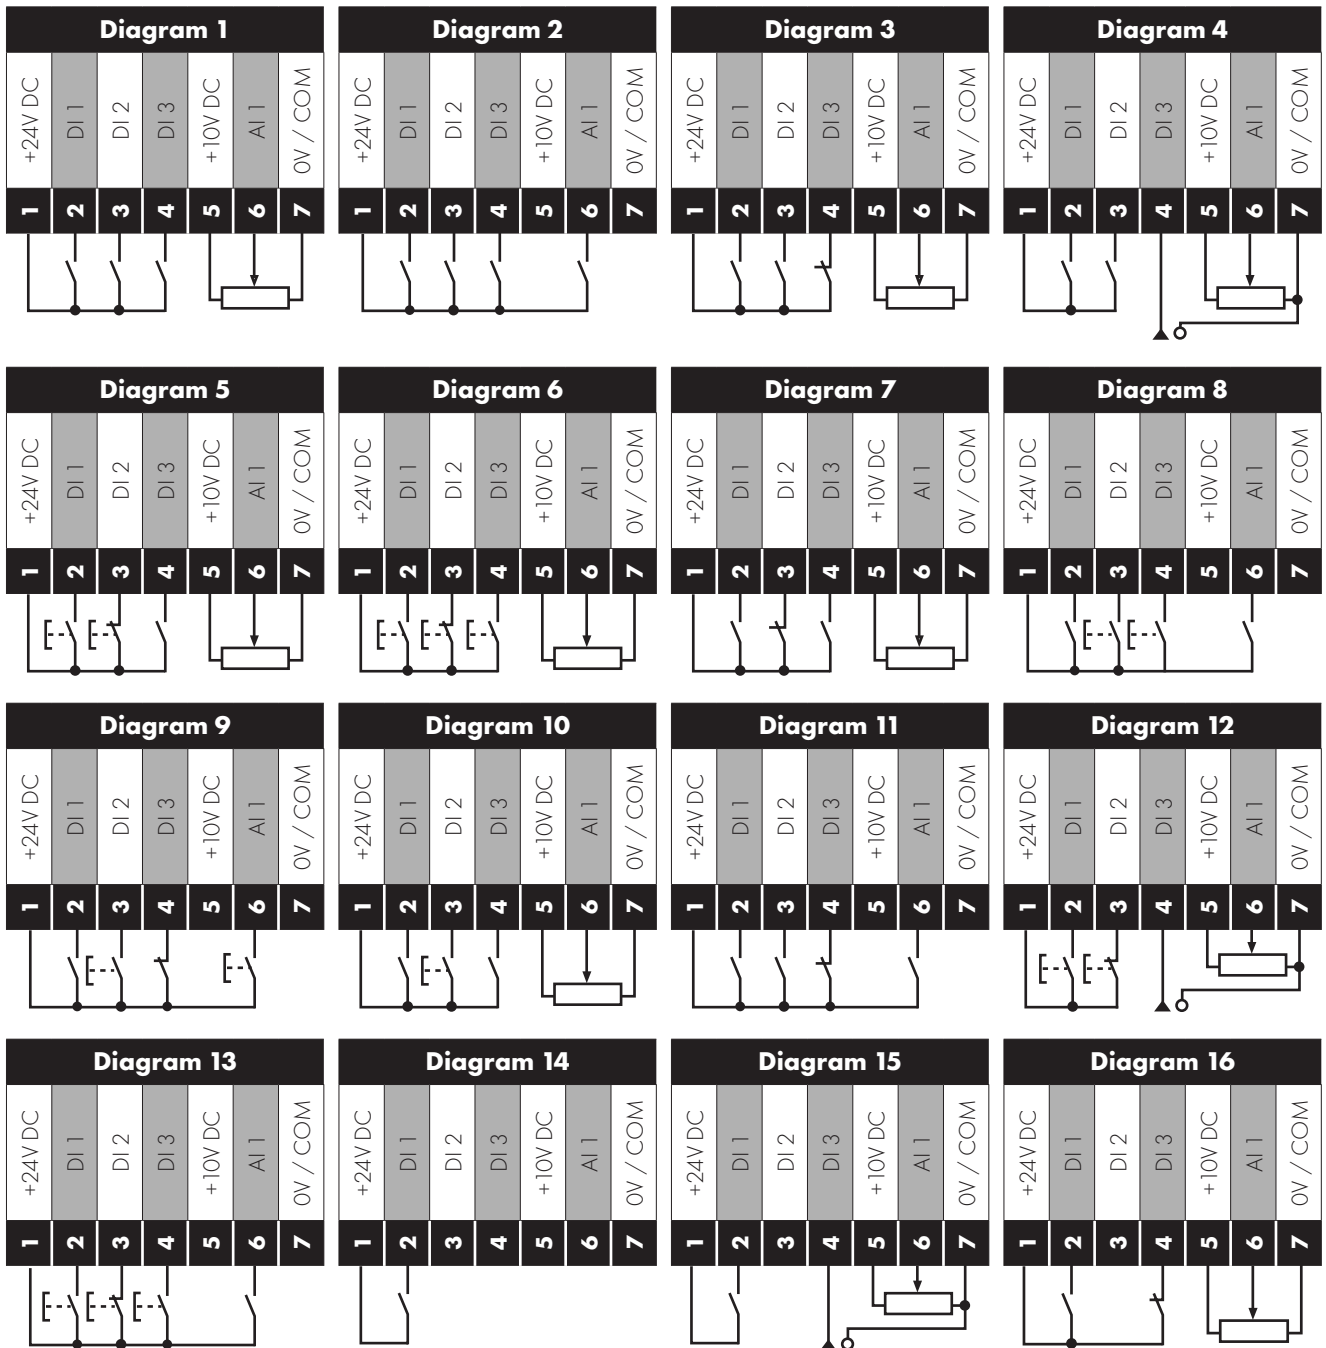 Diagram 1 Diagram 2 Diagram 3 Diagram 4
+24V DC DI 1 DI 2 DI 3 +10V DC AI 1 0V / COM +24V DC DI 1 DI 2 DI 3 +10V DC AI 1 0V / COM +24V DC DI 1 DI 2 DI 3 +10V DC AI 1 0V / COM +24V DC DI 1 DI 2 DI 3 +10V DC AI 1 0V / COM
1 2 3 4 5 6 7 1 2 3 4 5 6 7 1 2 3 4 5 6 7 1 2 3 4 5 6 7
Diagram 5 Diagram 6 Diagram 7 Diagram 8
+24V DC DI 1 DI 2 DI 3 +10V DC AI 1 0V / COM +24V DC DI 1 DI 2 DI 3 +10V DC AI 1 0V / COM +24V DC DI 1 DI 2 DI 3 +10V DC AI 1 0V / COM +24V DC DI 1 DI 2 DI 3 +10V DC AI 1 0V / COM
1 2 3 4 5 6 7 1 2 3 4 5 6 7 1 2 3 4 5 6 7 1 2 3 4 5 6 7
Diagram 9 Diagram 10 Diagram 11 Diagram 12
+24V DC DI 1 DI 2 DI 3 +10V DC AI 1 0V / COM +24V DC DI 1 DI 2 DI 3 +10V DC AI 1 0V / COM +24V DC DI 1 DI 2 DI 3 +10V DC AI 1 0V / COM +24V DC DI 1 DI 2 DI 3 +10V DC AI 1 0V / COM
1 2 3 4 5 6 7 1 2 3 4 5 6 7 1 2 3 4 5 6 7 1 2 3 4 5 6 7
Diagram 13 Diagram 14 Diagram 15 Diagram 16
+24V DC DI 1 DI 2 DI 3 +10V DC AI 1 0V / COM +24V DC DI 1 DI 2 DI 3 +10V DC AI 1 0V / COM +24V DC DI 1 DI 2 DI 3 +10V DC AI 1 0V / COM +24V DC DI 1 DI 2 DI 3 +10V DC AI 1 0V / COM
1 2 3 4 5 6 7 1 2 3 4 5 6 7 1 2 3 4 5 6 7 1 2 3 4 5 6 7